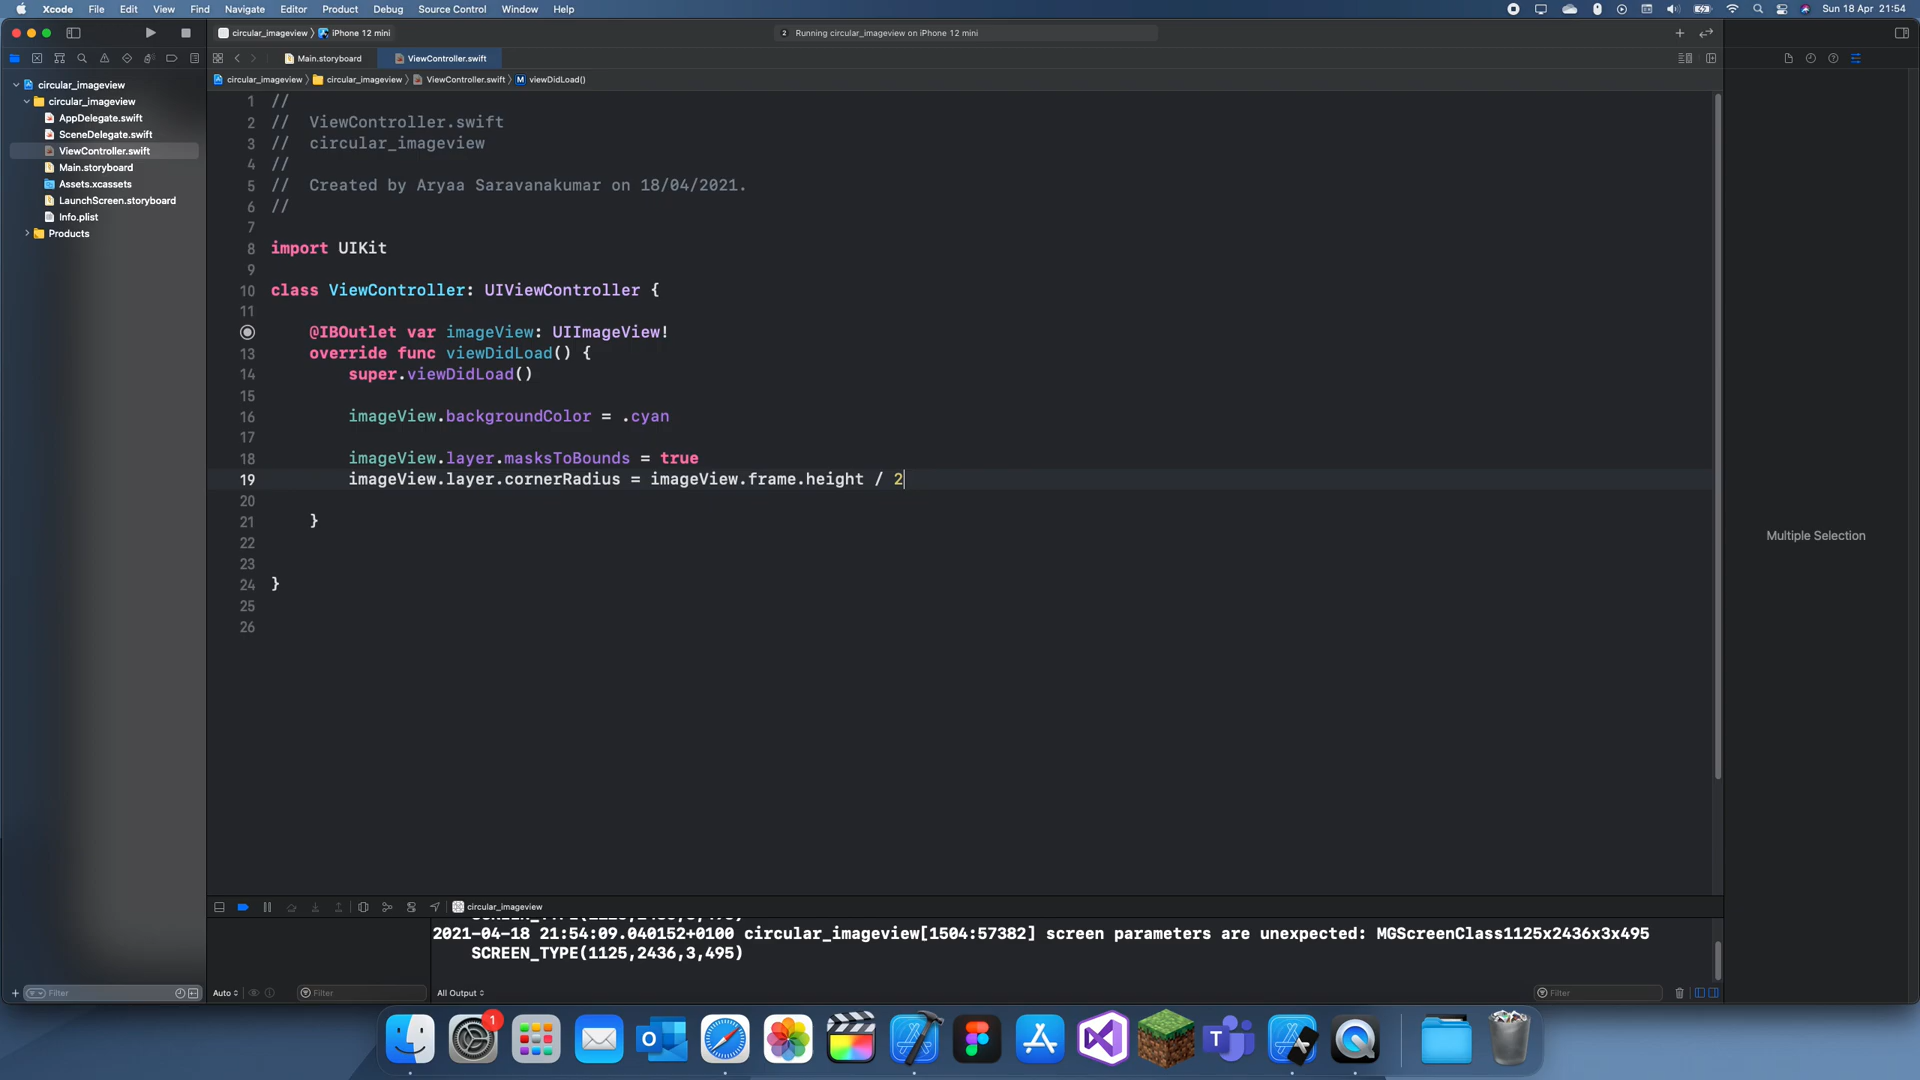 Xcode File Edit View Find Navigate Editor Product Debug Source Control Window Help
Sun 18 Apr 21:54
circular_imageview iPhone 12 mini
2 Running circular_imageview on iPhone 12 mini
Main.storyboard
ViewController.swift
circular_imageview circular_imageview ViewController.swift M viewDidLoad()
circular_imageview
circular_imageview
AppDelegate.swift
SceneDelegate.swift
ViewController.swift
Main.storyboard
Assets.xcassets
LaunchScreen.storyboard
Info.plist
Products
1 //
2 // ViewController.swift
3 // circular_imageview
4 //
5 // Created by Aryaa Saravanakumar on 18/04/2021.
6 //
7
8 import UIKit
9
10 class ViewController: UIViewController {
11
@IBOutlet var imageView: UIImageView!
13 override func viewDidLoad() {
14 super.viewDidLoad()
15
16 imageView.backgroundColor = .cyan
17
18 imageView.layer.masksToBounds = true
19 imageView.layer.cornerRadius = imageView.frame.height / 2
20
21 }
22
23
24 }
25
26
Multiple Selection
circular_imageview
SCREEN_TYPE(1125,2436,3,495)
2021-04-18 21:54:09.040152+0100 circular_imageview[1504:57382] screen parameters are unexpected: MGScreenClass1125x2436x3x495
SCREEN_TYPE(1125,2436,3,495)
Filter
Auto
Filter
All Output
Filter
1